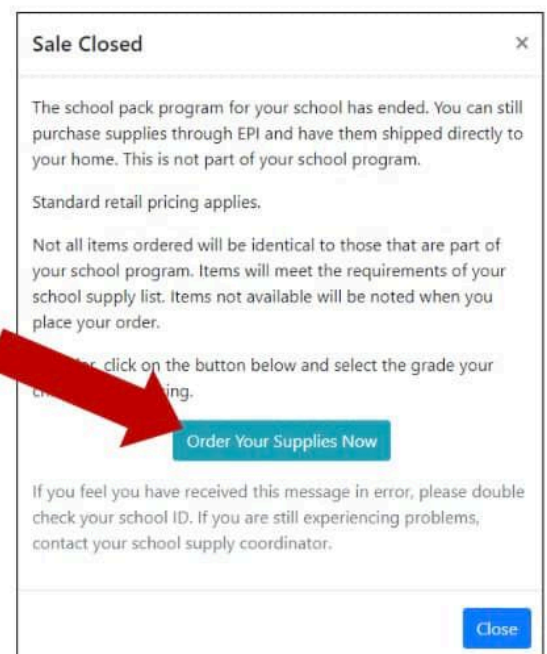 Sale Closed ×
The school pack program for your school has ended. You can still
purchase supplies through EPI and have them shipped directly to
your home. This is not part of your school program.
Standard retail pricing applies.
Not all items ordered will be identical to those that are part of
your school program. Items will meet the requirements of your
school supply list. Items not available will be noted when you
place your order.
click on the button below and select the grade your
Order Your Supplies Now
If you feel you have received this message in error, please double
check your school ID. If you are still experiencing problems,
contact your school supply coordinator.
Close